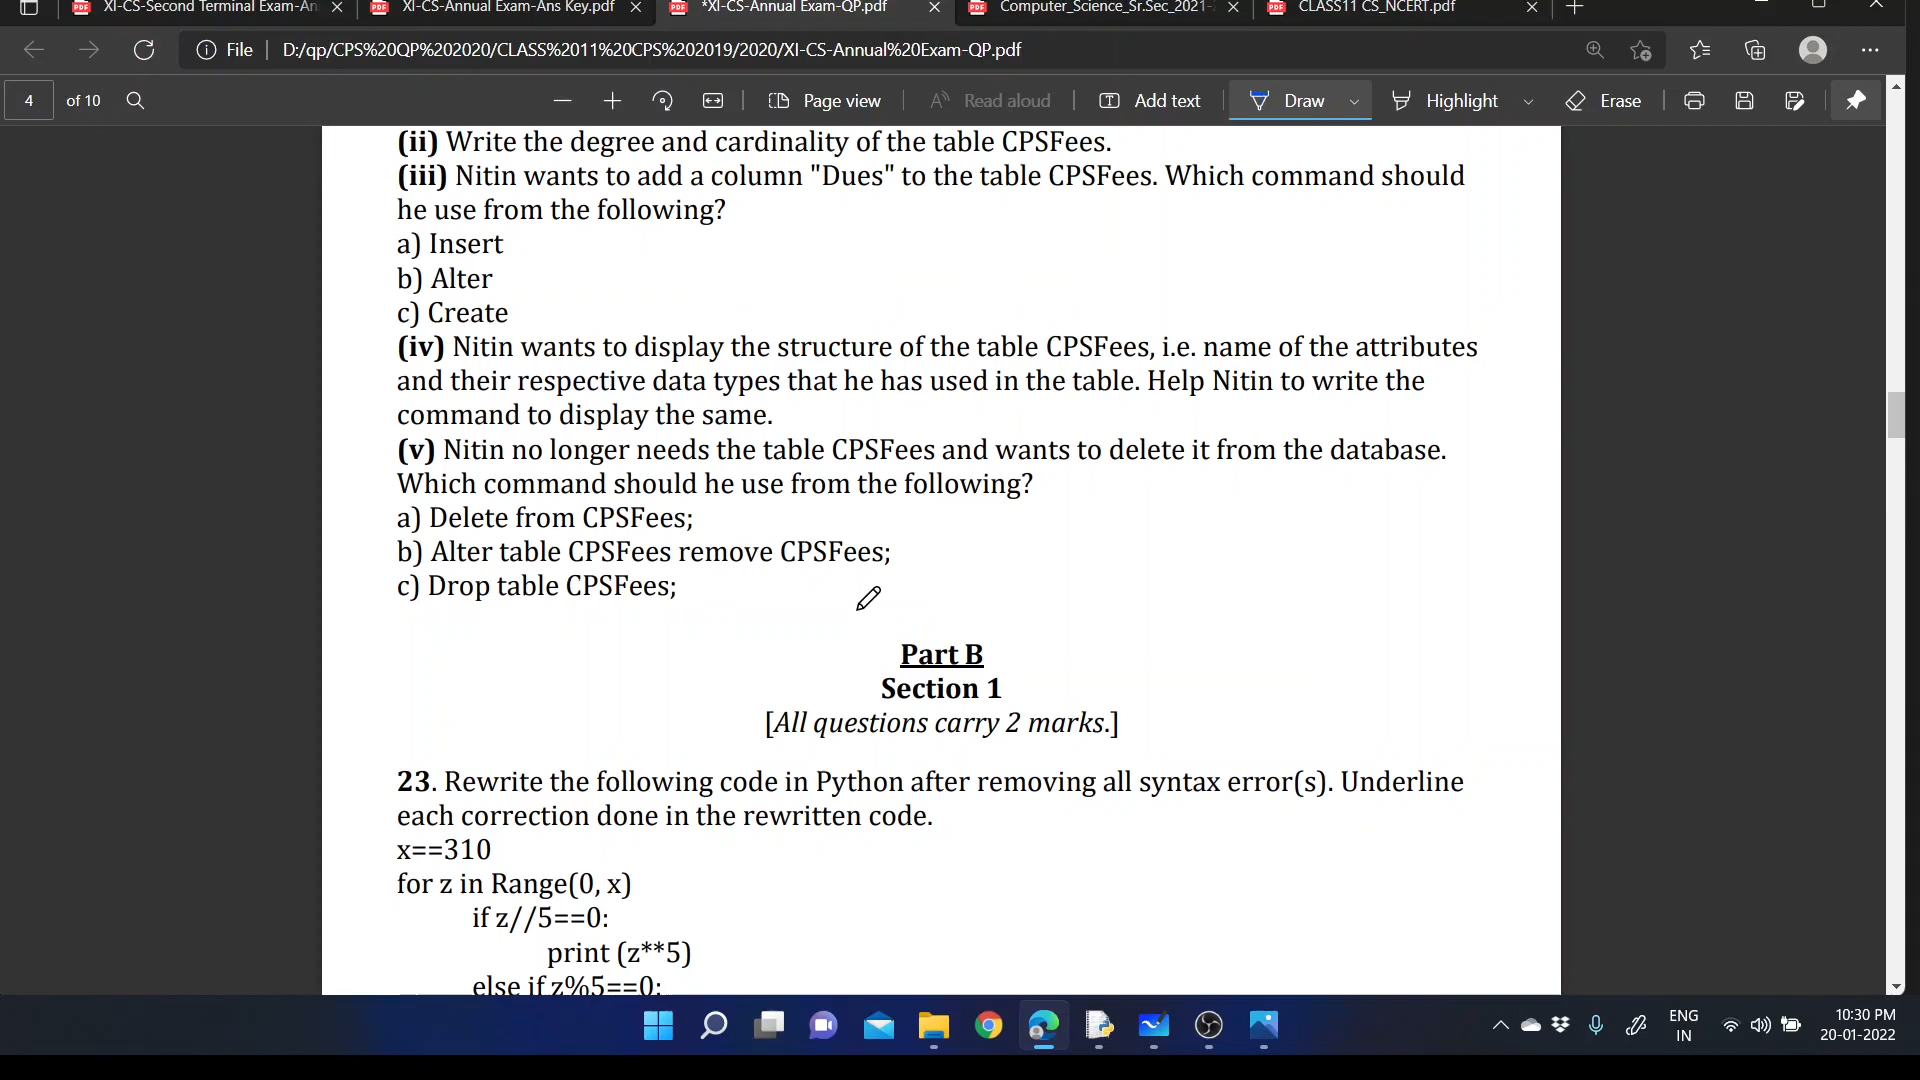 XI-CS-Second Terminal Exam-An
XI-CS-Annual Exam-Ans Key.pdf
*XI-CS-Annual Exam-QP.pdf
Computer_Science_Sr.Sec_2021-2
CLASS11 CS_NCERT.pdf
File
D:/qp/CPS%20QP%202020/CLASS%2011%20CPS%202019/2020/XI-CS-Annual%20Exam-QP.pdf
4 of 10
Page view
Read aloud
Add text
Draw
Highlight
Erase
(ii) Write the degree and cardinality of the table CPSFees.
(iii) Nitin wants to add a column "Dues" to the table CPSFees. Which command should
he use from the following?
a) Insert
b) Alter
c) Create
(iv) Nitin wants to display the structure of the table CPSFees, i.e. name of the attributes
and their respective data types that he has used in the table. Help Nitin to write the
command to display the same.
(v) Nitin no longer needs the table CPSFees and wants to delete it from the database.
Which command should he use from the following?
a) Delete from CPSFees;
b) Alter table CPSFees remove CPSFees;
c) Drop table CPSFees;
Part B
Section 1
[All questions carry 2 marks.]
23. Rewrite the following code in Python after removing all syntax error(s). Underline
each correction done in the rewritten code.
x==310
for z in Range(0, x)
if z//5==0:
print (z**5)
else if z%5==0:
ENG
IN
10:30 PM
20-01-2022